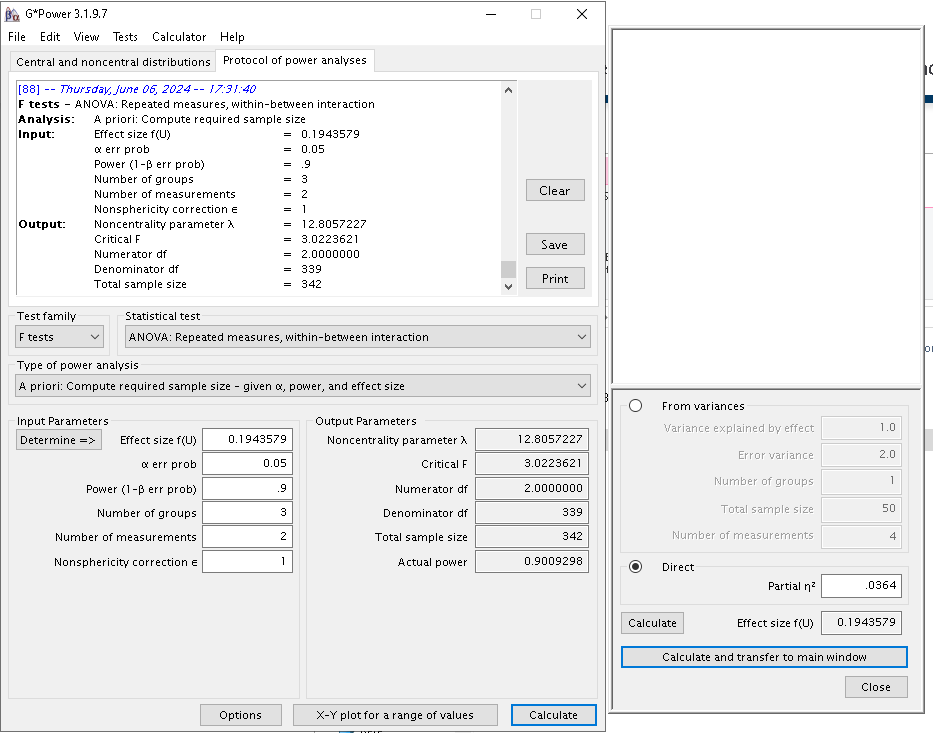 G*Power 3.1.9.7
File Edit View Tests Calculator Help
Central and noncentral distributions Protocol of power analyses
[88] -- Thursday, June 06, 2024 -- 17:31:40
F tests - ANOVA: Repeated measures, within-between interaction
Analysis: A priori: Compute required sample size
Input: Effect size f(U) = 0.1943579
α err prob = 0.05
Power (1-β err prob) = .9
Number of groups = 3
Number of measurements = 2
Nonsphericity correction ϵ = 1
Output: Noncentrality parameter λ = 12.8057227
Critical F = 3.0223621
Numerator df = 2.0000000
Denominator df = 339
Total sample size = 342
Clear
Save
Print
Test family
F tests
Statistical test
ANOVA: Repeated measures, within-between interaction
Type of power analysis
A priori: Compute required sample size - given α, power, and effect size
Input Parameters
Determine => Effect size f(U) 0.1943579
α err prob 0.05
Power (1-β err prob) .9
Number of groups 3
Number of measurements 2
Nonsphericity correction ϵ 1
Output Parameters
Noncentrality parameter λ 12.8057227
Critical F 3.0223621
Numerator df 2.0000000
Denominator df 339
Total sample size 342
Actual power 0.9009298
Options X-Y plot for a range of values Calculate
From variances
Variance explained by effect 1.0
Error variance 2.0
Number of groups 1
Total sample size 50
Number of measurements 4
Direct
Partial η² .0364
Calculate Effect size f(U) 0.1943579
Calculate and transfer to main window
Close